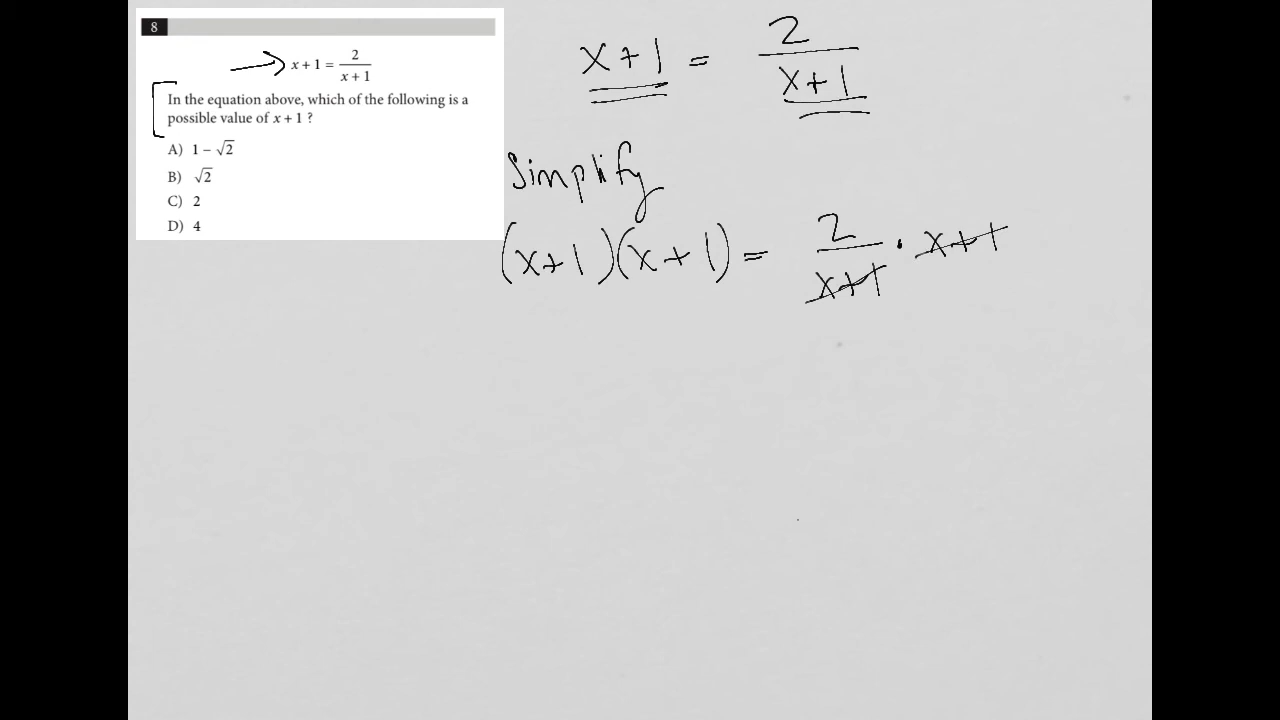 8
x + 1 = 2 / (x + 1)
In the equation above, which of the following is a
possible value of x + 1 ?
A) 1 – √2
B) √2
C) 2
D) 4
x + 1 = 2 / (x + 1)
Simplify
(x+1)(x+1) = 2 / (x+1) · x+1